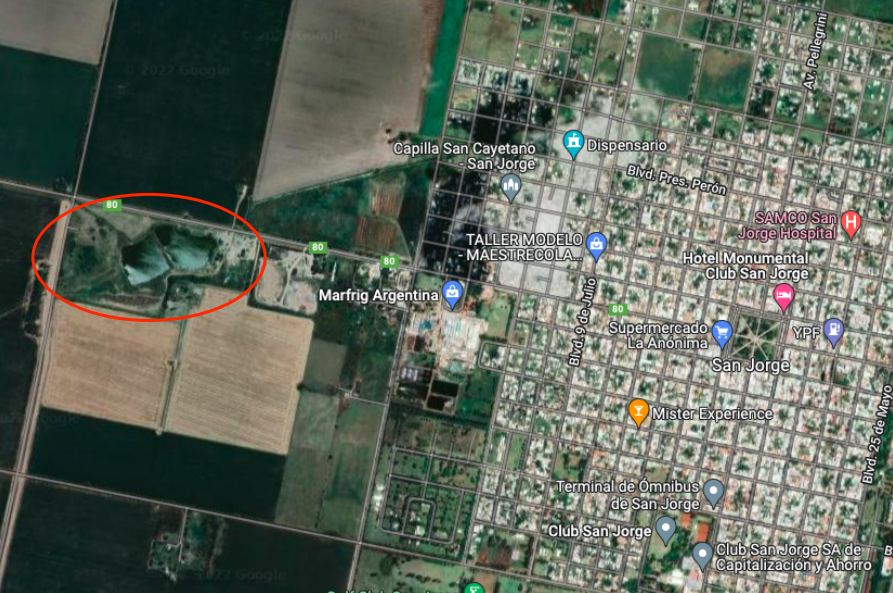 © 2022 Google
© 2022 Google
Av. Pellegrini
Capilla San Cayetano
- San Jorge
Dispensario
Blvd. Pres. Perón
80
SAMCO San
Jorge Hospital
80
TALLER MODELO
- MAESTRECOLA...
80
Hotel Monumental
Club San Jorge
Marfrig Argentina
Blvd. 9 de Julio
80
Supermercado
La Anónima
YPF
San Jorge
Mister Experience
Blvd. 25 de Mayo
Terminal de Ómnibus
de San Jorge
Club San Jorge
Club San Jorge SA de
Capitalización y Ahorro
2022 Google